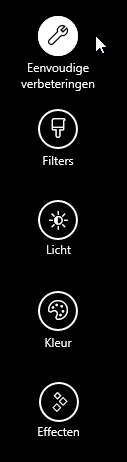 Eenvoudige
verbeteringen
Filters
Licht
Kleur
Effecten